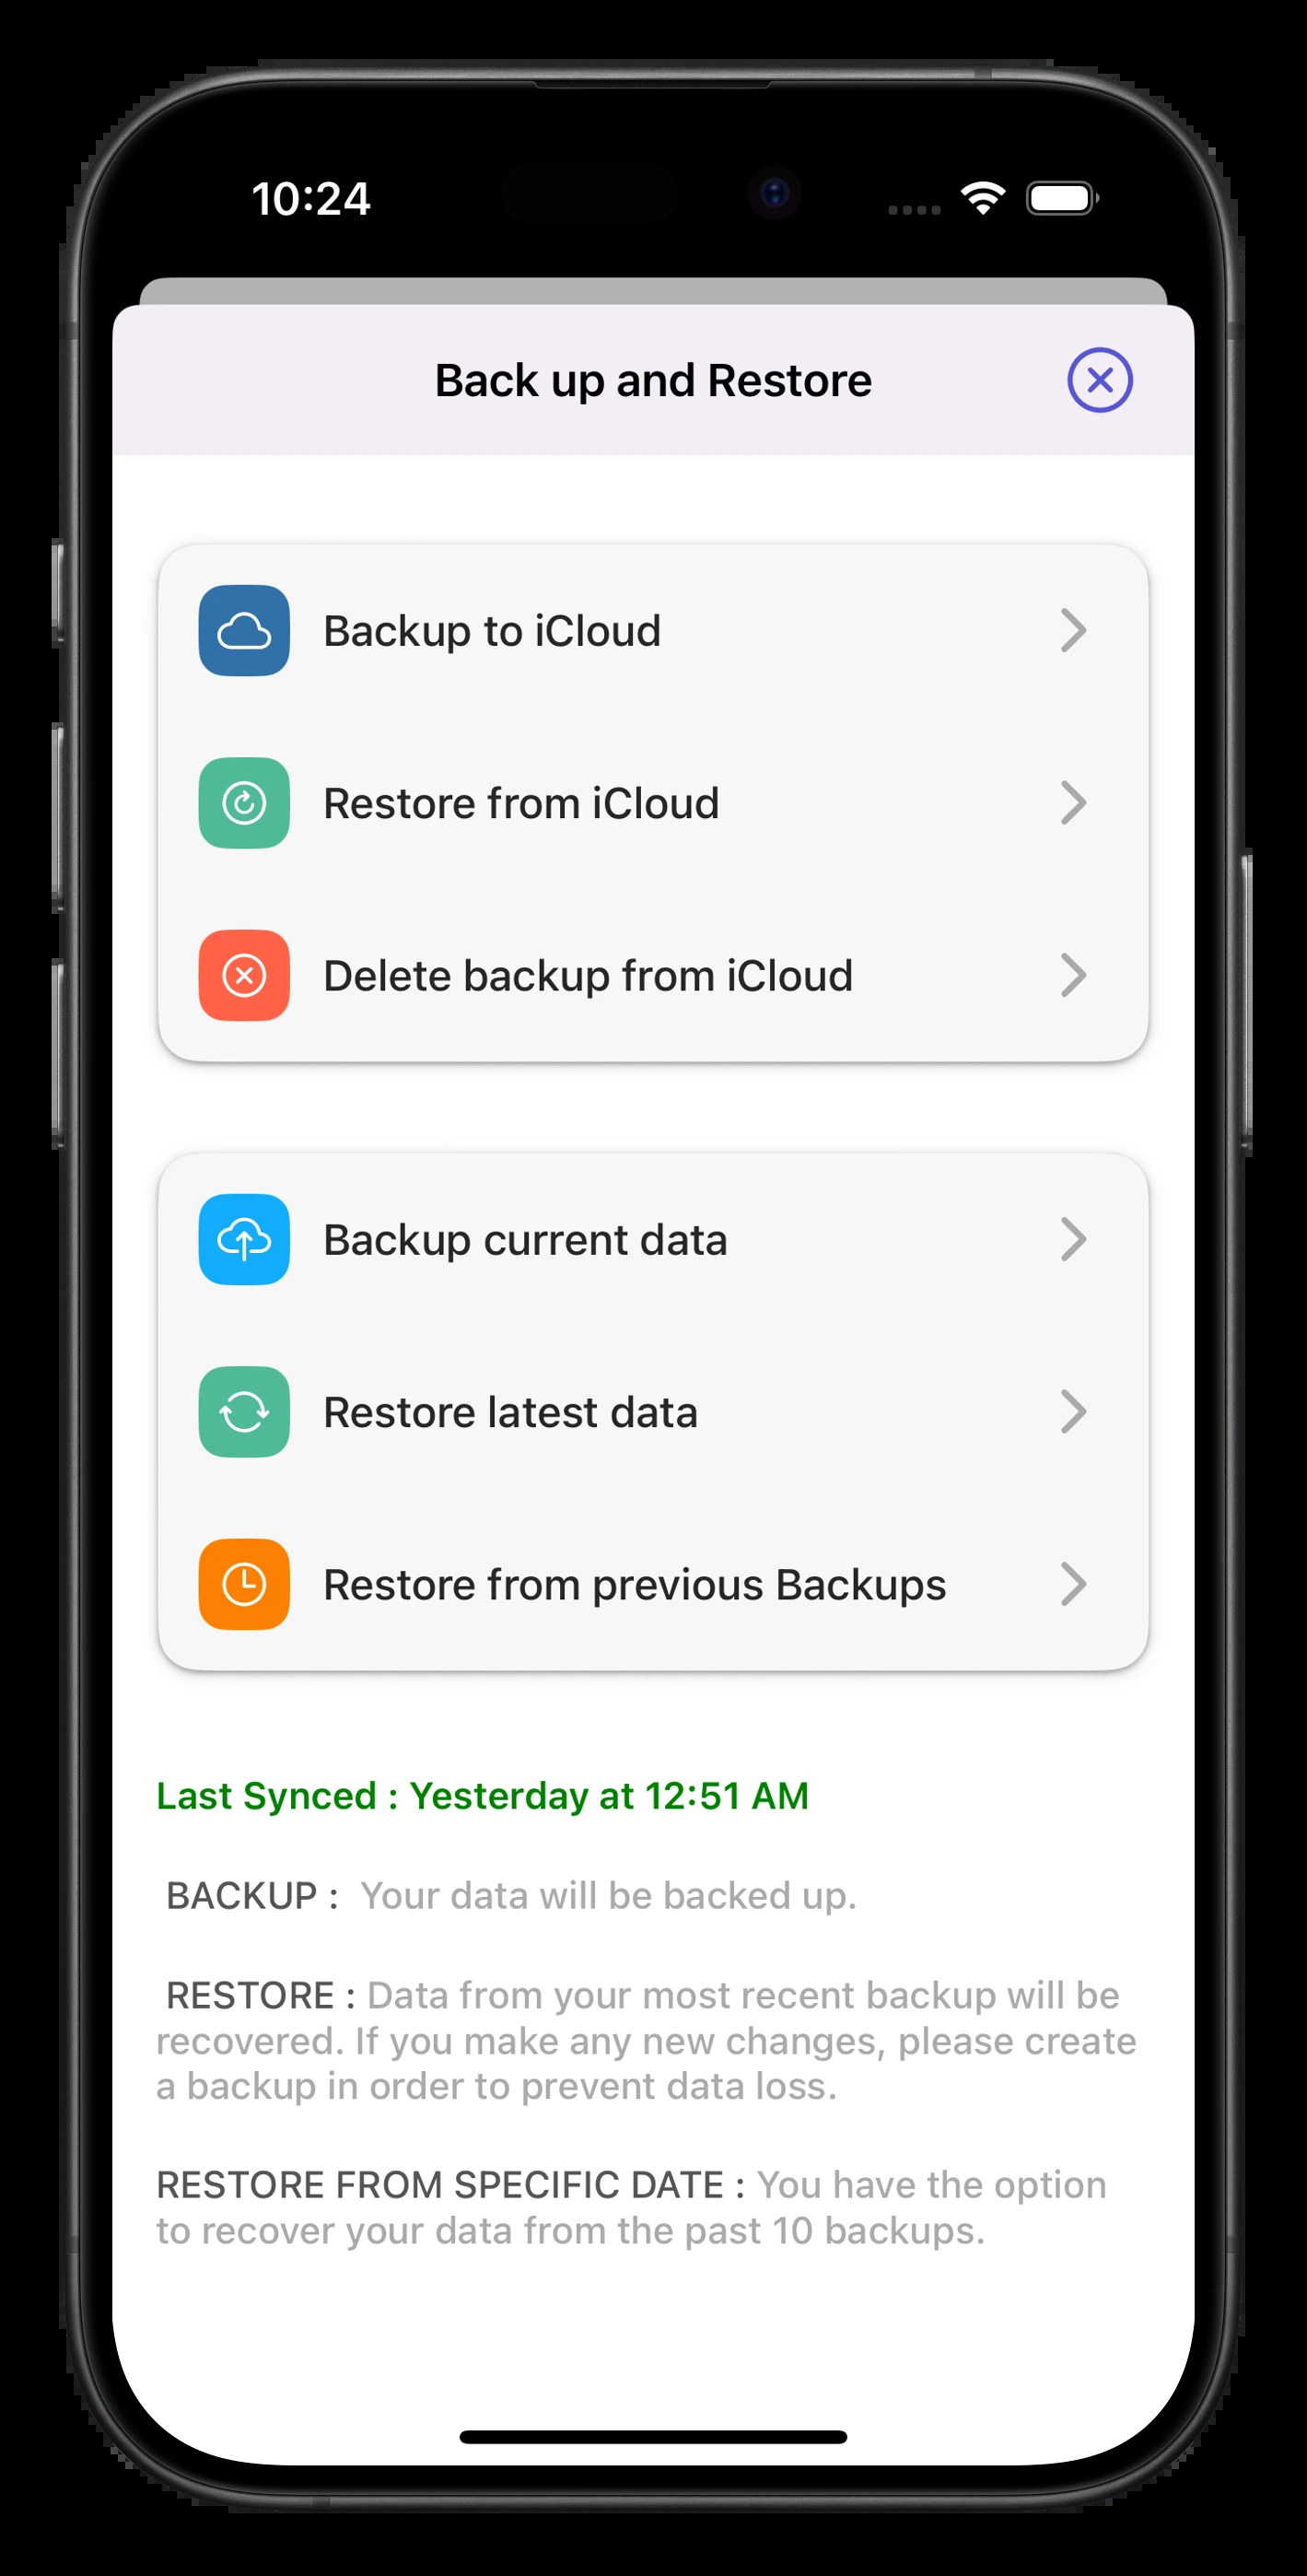 10:24
Back up and Restore
Backup to iCloud
Restore from iCloud
Delete backup from iCloud
Backup current data
Restore latest data
Restore from previous Backups
Last Synced : Yesterday at 12:51 AM
BACKUP : Your data will be backed up.
RESTORE : Data from your most recent backup will be
recovered. If you make any new changes, please create
a backup in order to prevent data loss.
RESTORE FROM SPECIFIC DATE : You have the option
to recover your data from the past 10 backups.